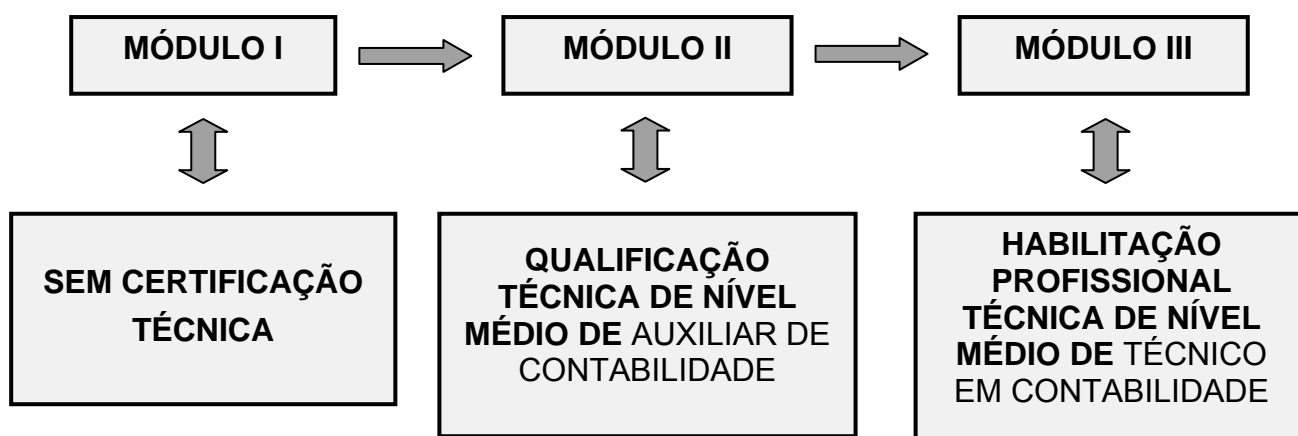 MÓDULO I
MÓDULO II
MÓDULO III
SEM CERTIFICAÇÃO
TÉCNICA
QUALIFICAÇÃO
TÉCNICA DE NÍVEL
MÉDIO DE AUXILIAR DE
CONTABILIDADE
HABILITAÇÃO
PROFISSIONAL
TÉCNICA DE NÍVEL
MÉDIO DE TÉCNICO
EM CONTABILIDADE